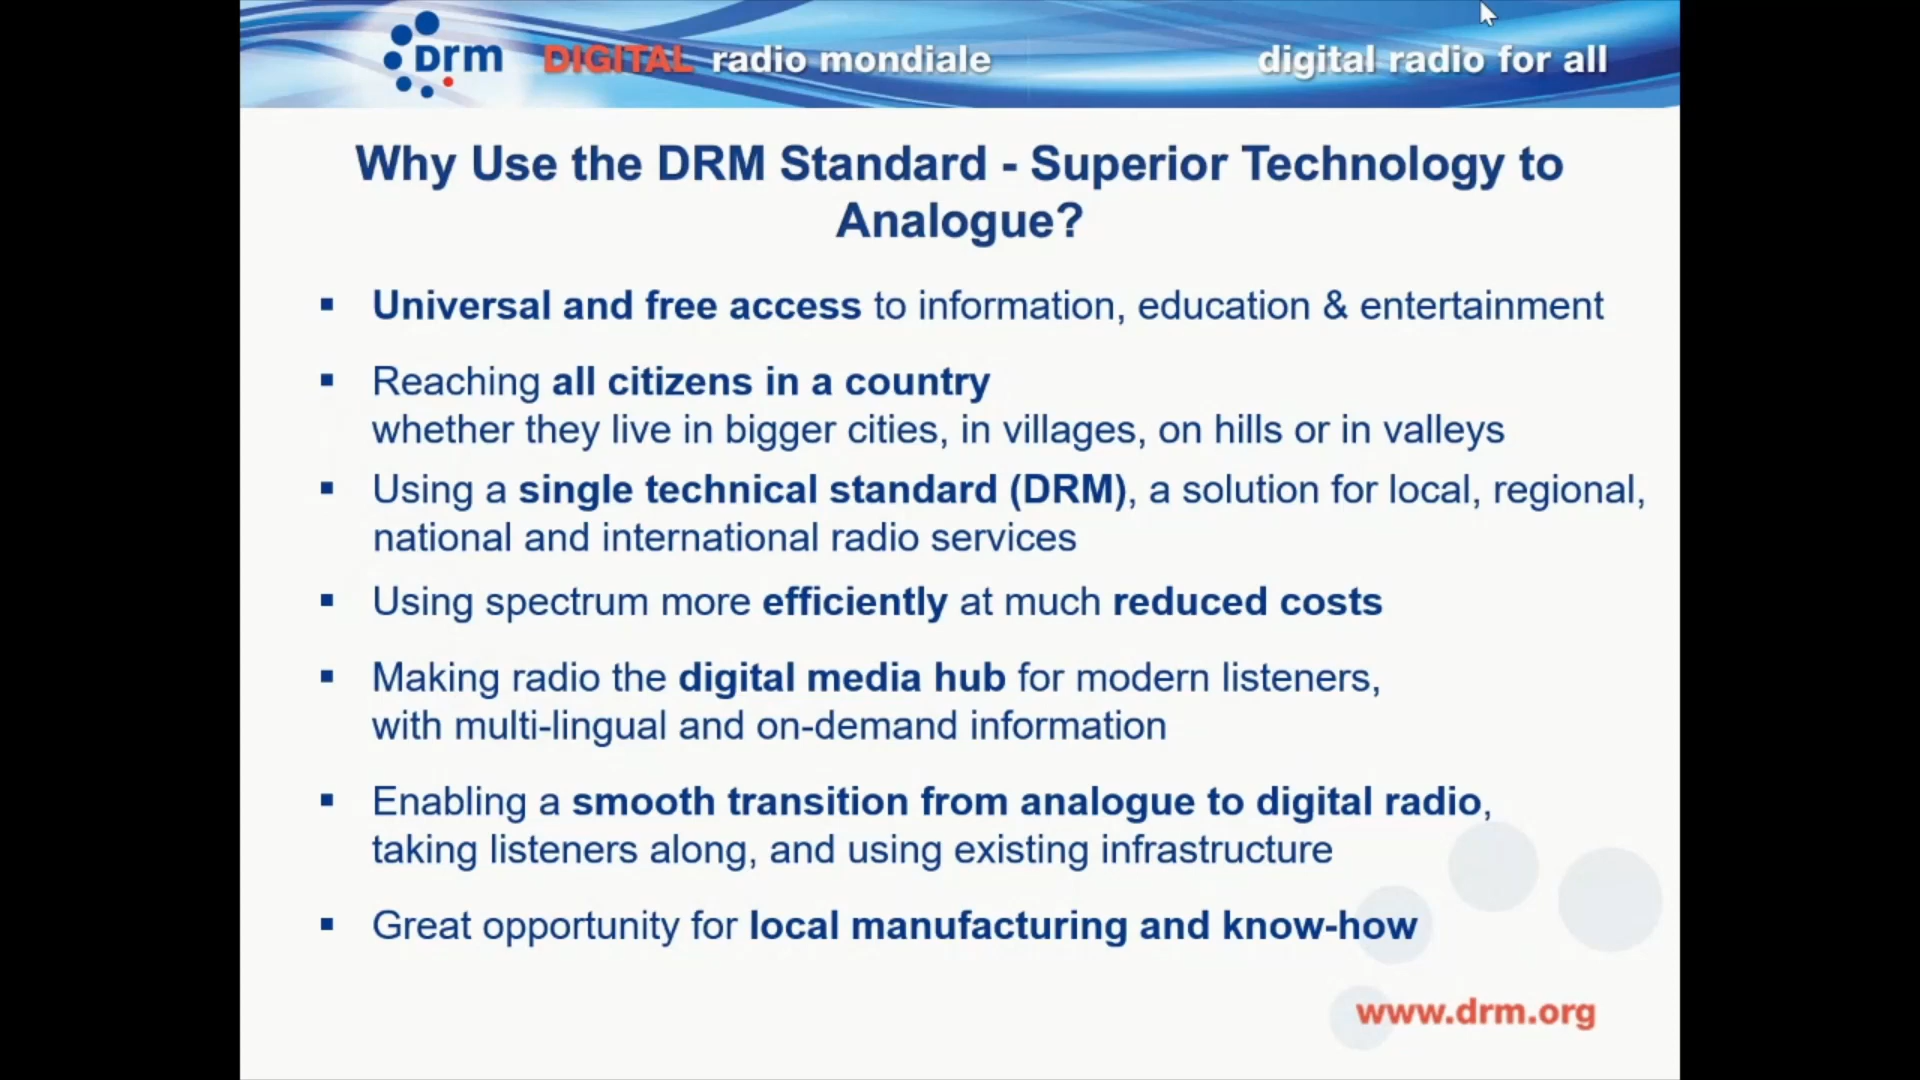 Drm DIGITAL radio mondiale digital radio for all
Why Use the DRM Standard - Superior Technology to
Analogue?
▪ Universal and free access to information, education & entertainment
▪ Reaching all citizens in a country
whether they live in bigger cities, in villages, on hills or in valleys
▪ Using a single technical standard (DRM), a solution for local, regional,
national and international radio services
▪ Using spectrum more efficiently at much reduced costs
▪ Making radio the digital media hub for modern listeners,
with multi-lingual and on-demand information
▪ Enabling a smooth transition from analogue to digital radio,
taking listeners along, and using existing infrastructure
▪ Great opportunity for local manufacturing and know-how
www.drm.org